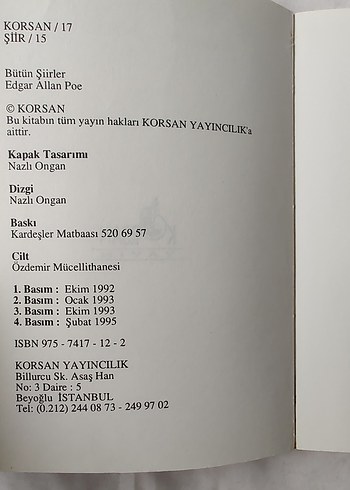 KORSAN / 17
ŞİİR / 15
Bütün Şiirler
Edgar Allan Poe
© KORSAN
Bu kitabın tüm yayın hakları KORSAN YAYINCILIK'a
aittir.
Kapak Tasarımı
Nazlı Ongan
Dizgi
Nazlı Ongan
Baskı
Kardeşler Matbaası 520 69 57
Cilt
Özdemir Mücellithanesi
1. Basım : Ekim 1992
2. Basım : Ocak 1993
3. Basım : Ekim 1993
4. Basım : Şubat 1995
ISBN 975 - 7417 - 12 - 2
KORSAN YAYINCILIK
Billurcu Sk. Asaş Han
No: 3 Daire : 5
Beyoğlu İSTANBUL
Tel: (0.212) 244 08 73 - 249 97 02